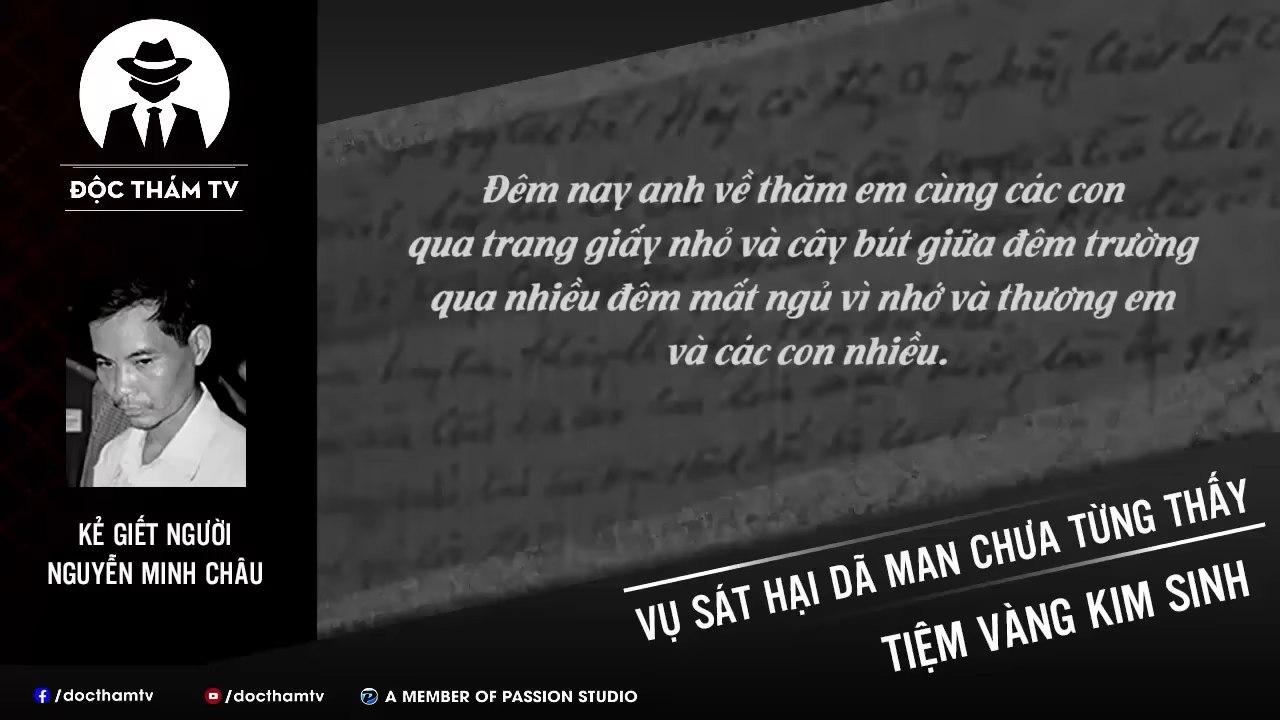 ĐỘC THÁM TV
KẺ GIẾT NGƯỜI
NGUYỄN MINH CHÂU
Đêm nay anh về thăm em cùng các con
qua trang giấy nhỏ và cây bút giữa đêm trường
qua nhiều đêm mất ngủ vì nhớ và thương em
và các con nhiều.
VỤ SÁT HẠI DÃ MAN CHƯA TỪNG THẤY
TIỆM VÀNG KIM SINH
/docthamtv
/docthamtv
A MEMBER OF PASSION STUDIO